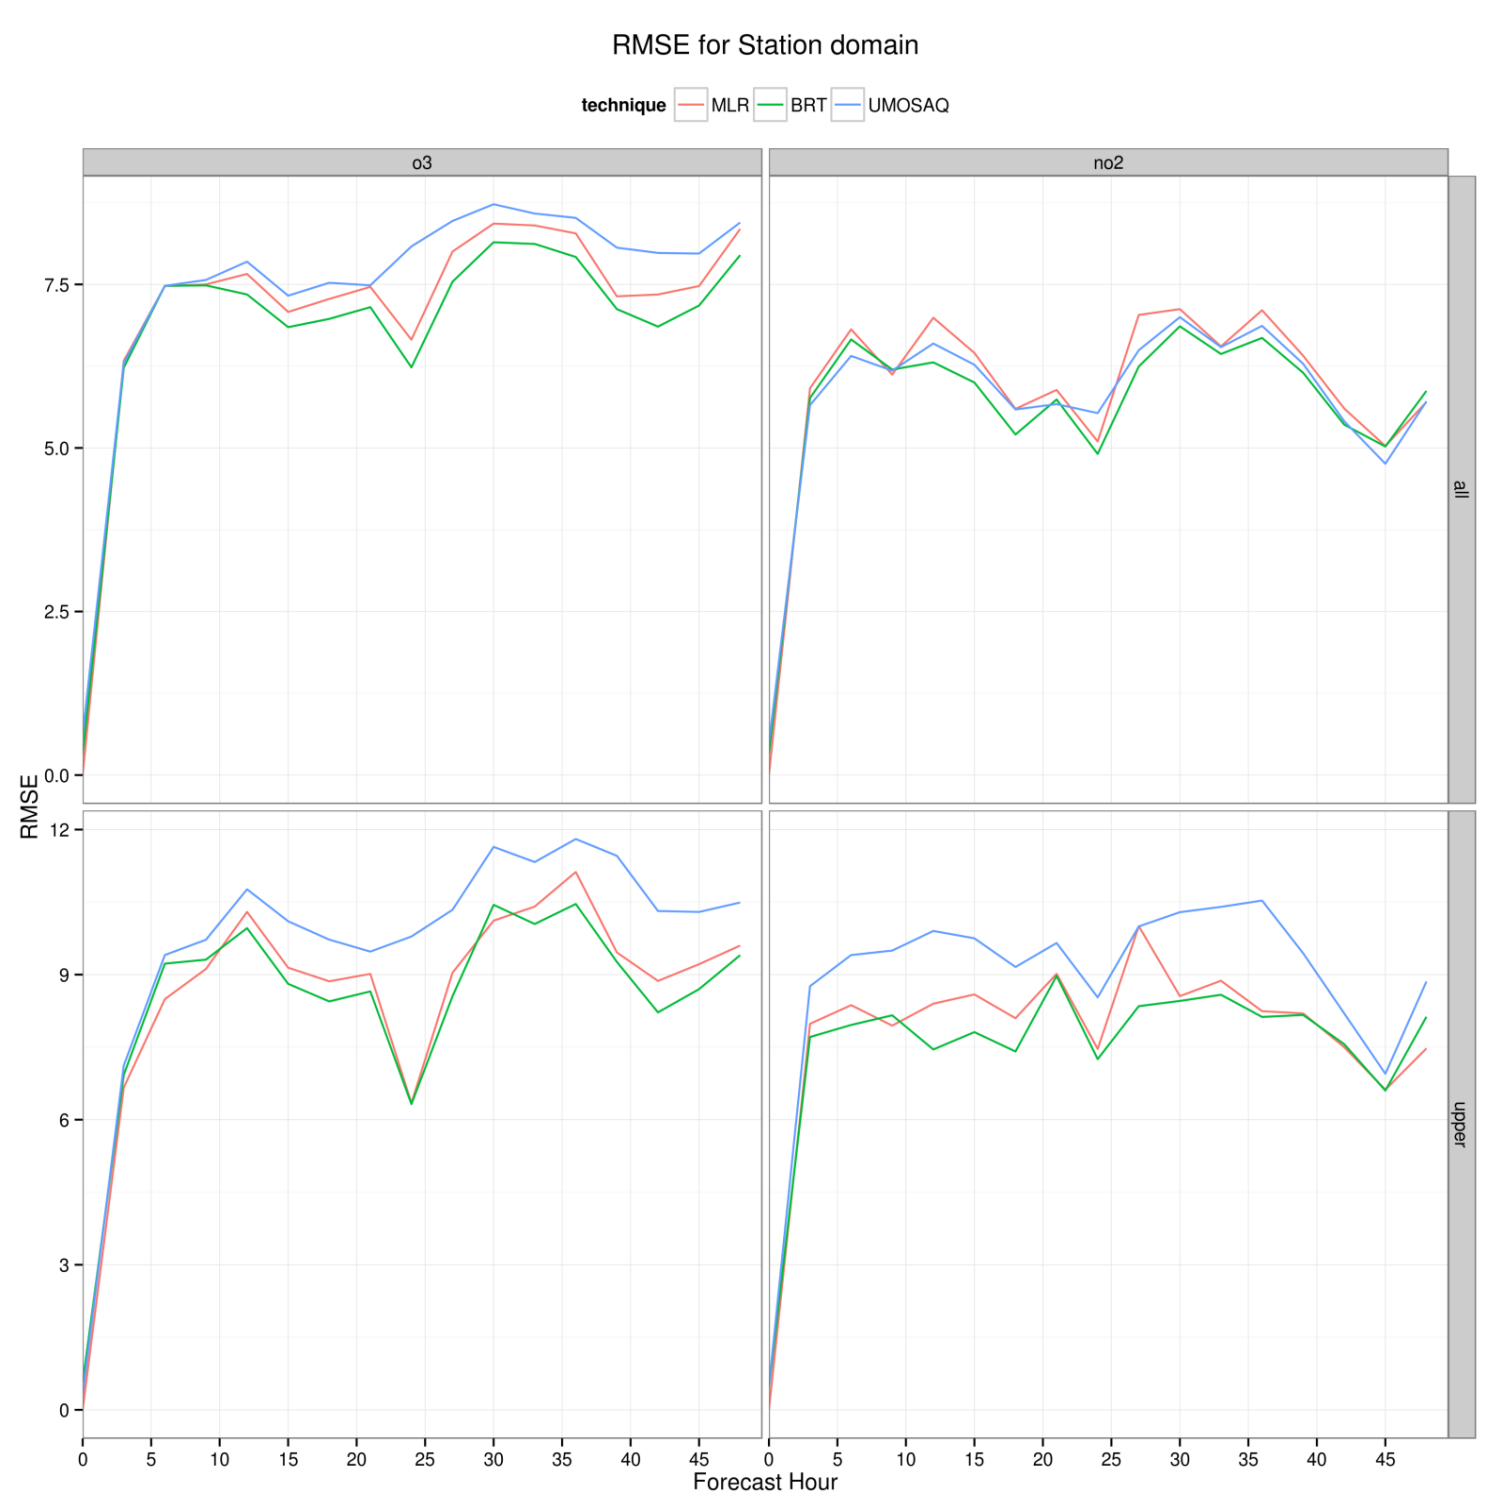 RMSE for Station domain
technique MLR BRT UMOSAQ
o3 no2
7.5
5.0
2.5
0.0
all
RMSE
12
9
6
3
0
upper
0 5 10 15 20 25 30 35 40 45 0 5 10 15 20 25 30 35 40 45
Forecast Hour